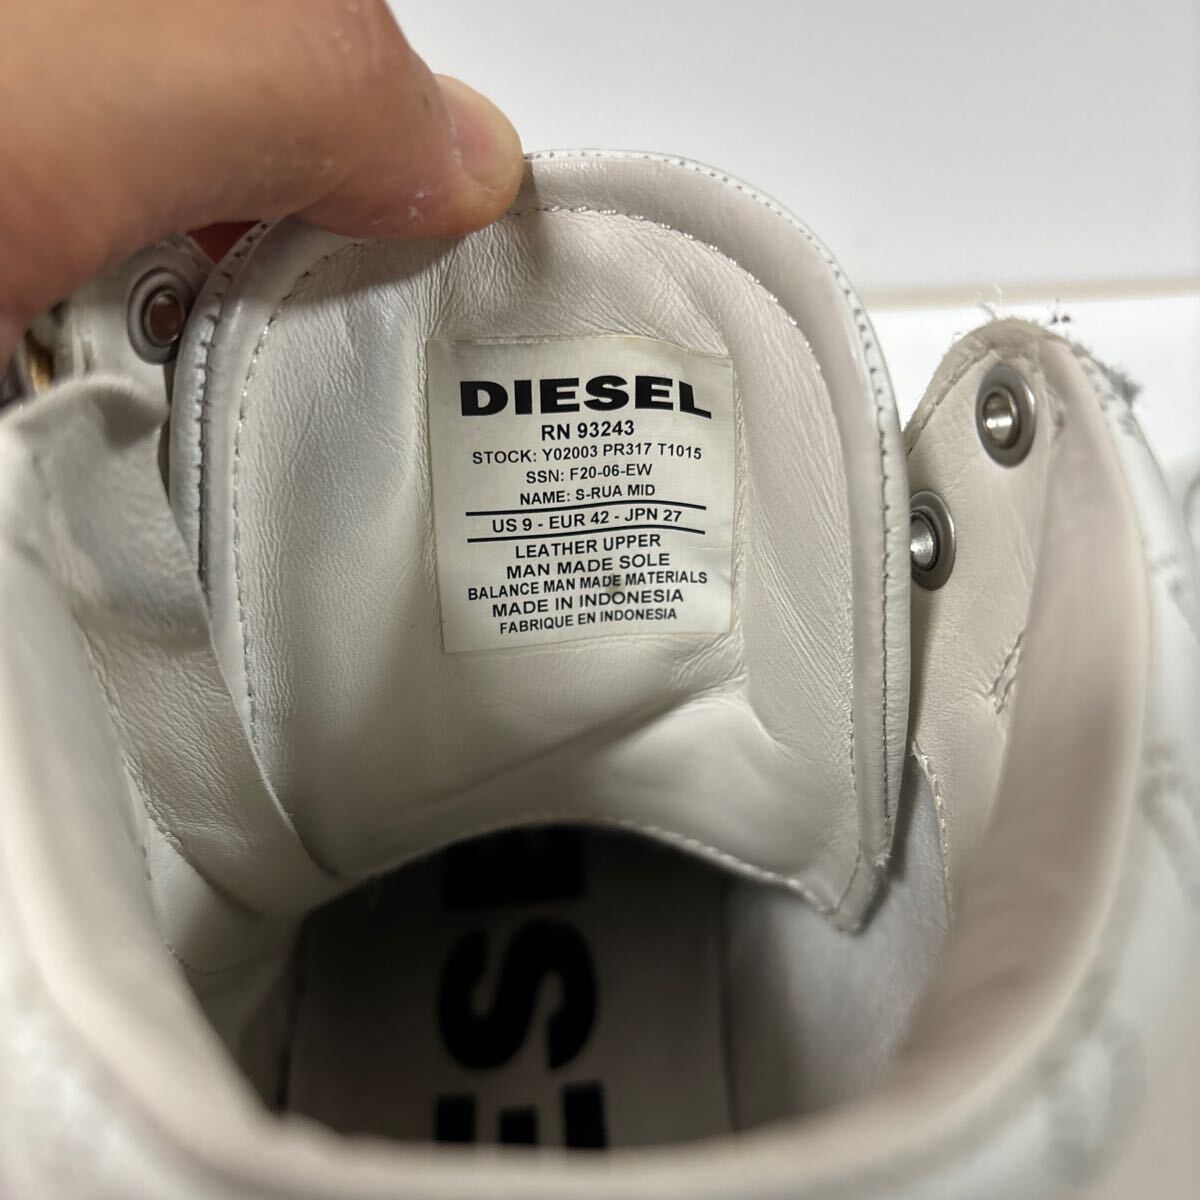 DIESEL
RN 93243
STOCK: Y02003 PR317 T1015
SSN: F20-06-EW
NAME: S-RUA MID
US 9 - EUR 42 - JPN 27
LEATHER UPPER
MAN MADE SOLE
BALANCE MAN MADE MATERIALS
MADE IN INDONESIA
FABRIQUE EN INDONESIA
ESE